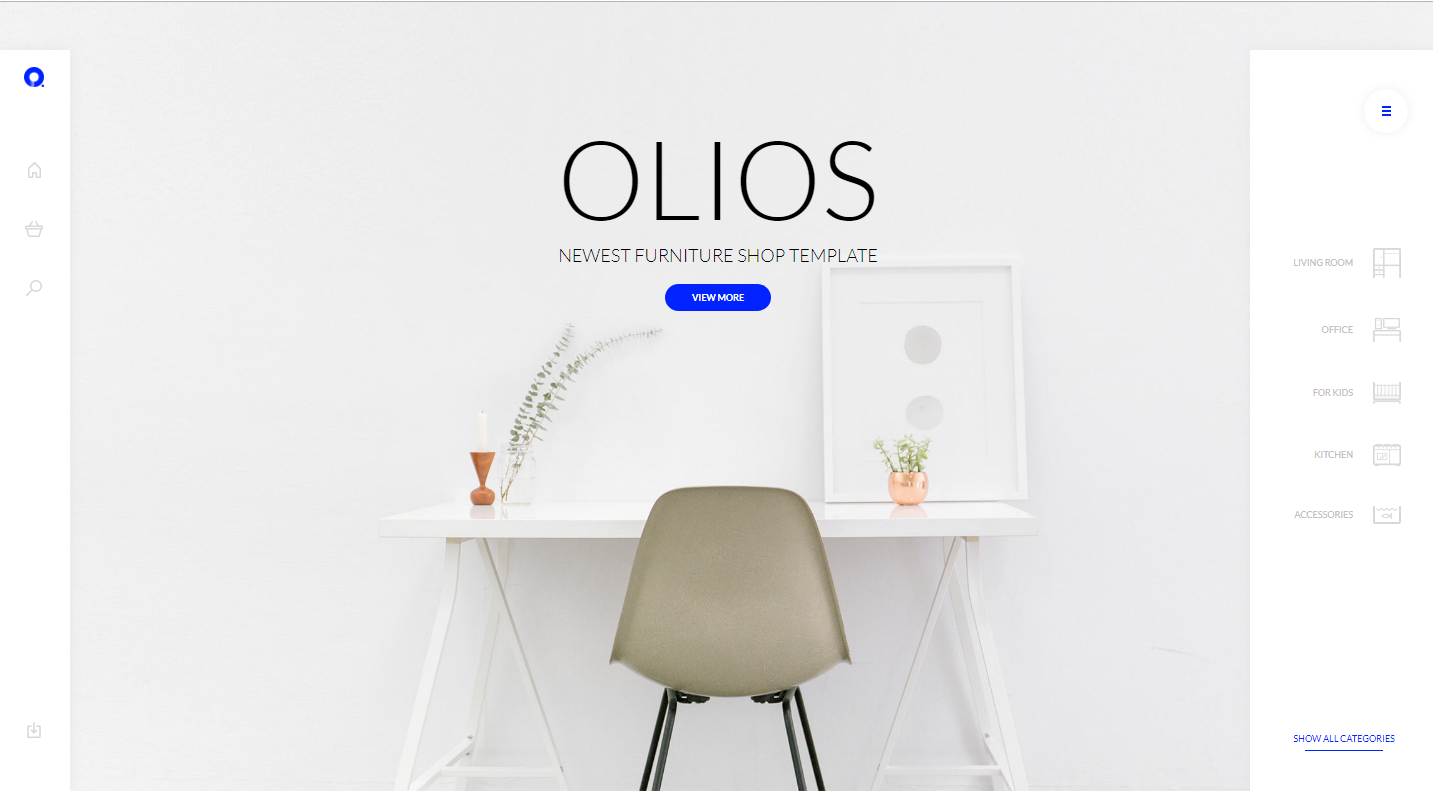 OLIOS
NEWEST FURNITURE SHOP TEMPLATE
VIEW MORE
LIVING ROOM
OFFICE
FOR KIDS
KITCHEN
ACCESSORIES
SHOW ALL CATEGORIES